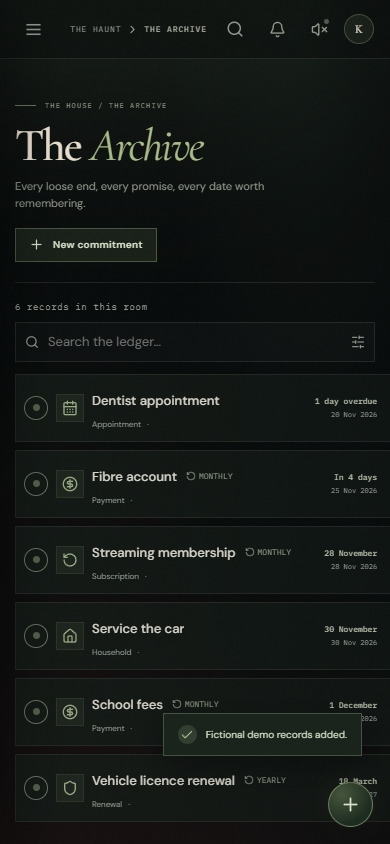 THE HAUNT > THE ARCHIVE
K
THE HOUSE / THE ARCHIVE
The Archive
Every loose end, every promise, every date worth
remembering.
New commitment
6 records in this room
Search the ledger…
Dentist appointment
1 day overdue
Appointment ·
20 Nov 2026
Fibre account
MONTHLY
In 4 days
Payment ·
25 Nov 2026
Streaming membership
MONTHLY
28 November
Subscription ·
28 Nov 2026
Service the car
30 November
Household ·
30 Nov 2026
School fees
MONTHLY
1 December
Payment ·
Fictional demo records added.
Vehicle licence renewal
YEARLY
18 March
Renewal ·